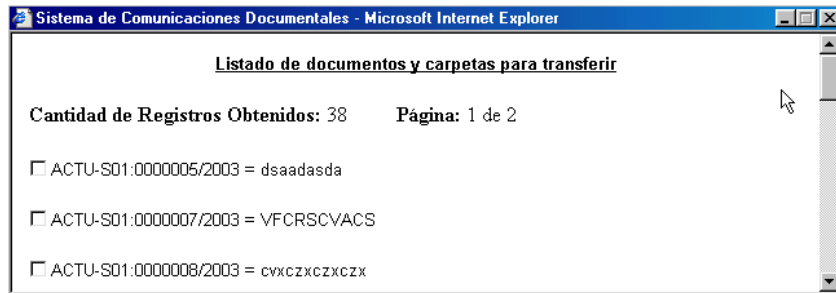 Sistema de Comunicaciones Documentales - Microsoft Internet Explorer
Listado de documentos y carpetas para transferir
Cantidad de Registros Obtenidos: 38 Página: 1 de 2
ACTU-S01:0000005/2003 = dsaadasda
ACTU-S01:0000007/2003 = VFCRSCVACS
ACTU-S01:0000008/2003 = cvxczxczxczx